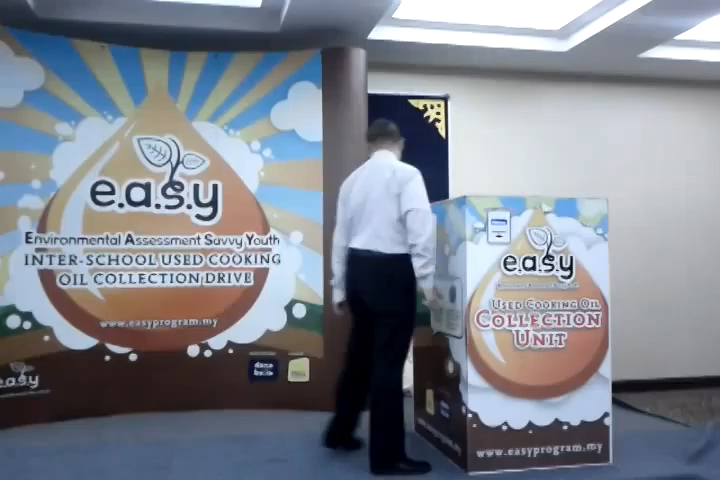 e.a.s.y
Environmental Assessment Savvy Youth
INTER-SCHOOL USED COOKING
OIL COLLECTION DRIVE
www.easyprogram.my
easy
e.a.s.y
USED COOKING OIL
COLLECTION
UNIT
www.easyprogram.my